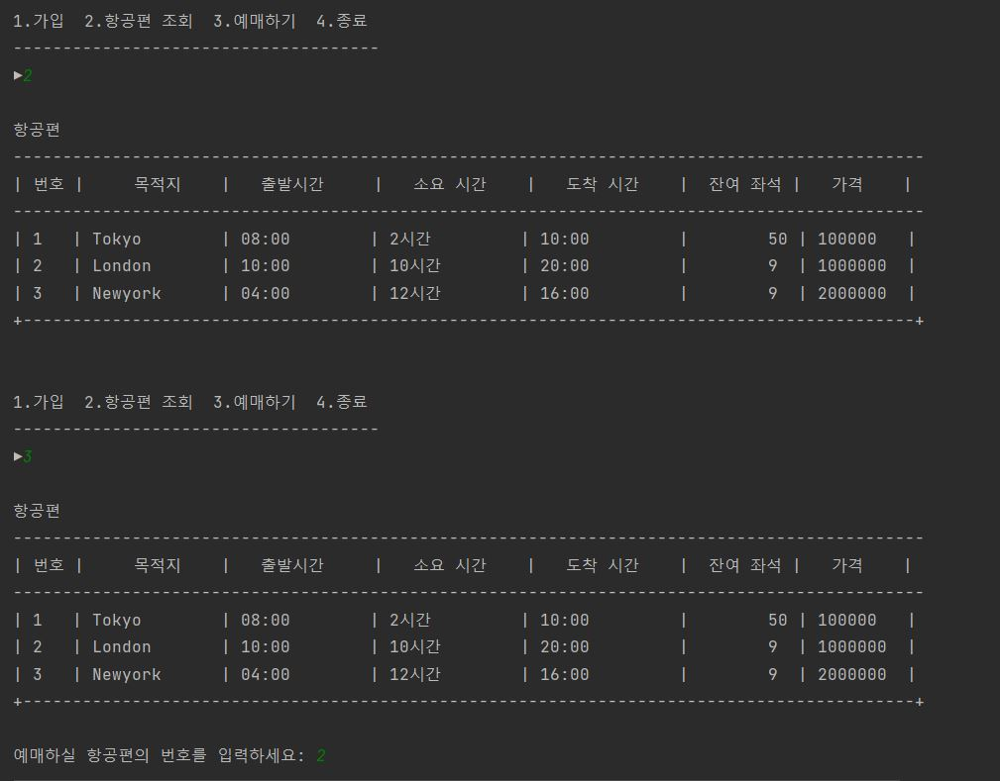 1.가입  2.항공편 조회  3.예매하기  4.종료
-------------------------------------
►2
항공편
--------------------------------------------------------------------------------------------
| 번호 |     목적지    |   출발시간     |   소요 시간    |   도착 시간    |  잔여 좌석 |   가격    |
--------------------------------------------------------------------------------------------
| 1   | Tokyo        | 08:00        | 2시간         | 10:00         |        50 | 100000   |
| 2   | London       | 10:00        | 10시간        | 20:00         |        9  | 1000000  |
| 3   | Newyork      | 04:00        | 12시간        | 16:00         |        9  | 2000000  |
+------------------------------------------------------------------------------------------+
1.가입  2.항공편 조회  3.예매하기  4.종료
-------------------------------------
►3
항공편
--------------------------------------------------------------------------------------------
| 번호 |     목적지    |   출발시간     |   소요 시간    |   도착 시간    |  잔여 좌석 |   가격    |
--------------------------------------------------------------------------------------------
| 1   | Tokyo        | 08:00        | 2시간         | 10:00         |        50 | 100000   |
| 2   | London       | 10:00        | 10시간        | 20:00         |        9  | 1000000  |
| 3   | Newyork      | 04:00        | 12시간        | 16:00         |        9  | 2000000  |
+------------------------------------------------------------------------------------------+
예매하실 항공편의 번호를 입력하세요: 2